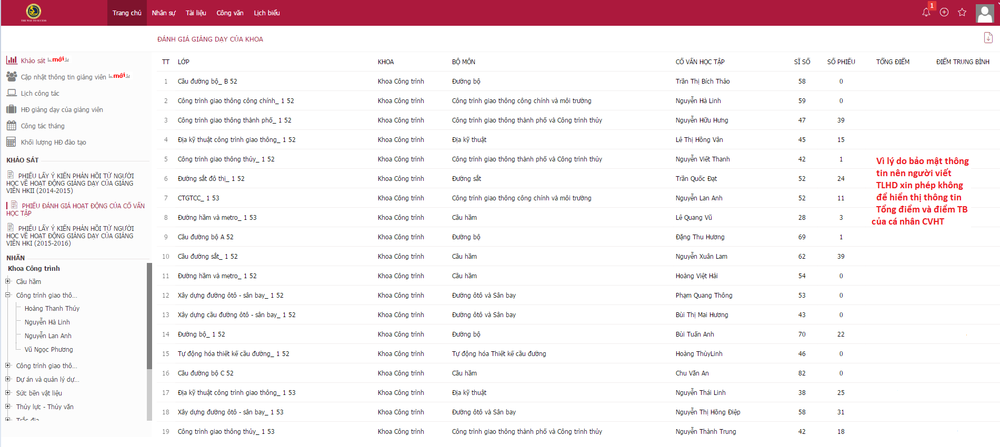 THE WAY TO SUCESS
Trang chủ Nhân sự Tài liệu Công văn Lịch biểu
1
ĐÁNH GIÁ GIẢNG DẠY CỦA KHOA
Khảo sát mới
Cập nhật thông tin giảng viên mới
Lịch công tác
HĐ giảng dạy của giảng viên
Công tác tháng
Khối lượng HĐ đào tạo
KHẢO SÁT
PHIẾU LẤY Ý KIẾN PHẢN HỒI TỪ NGƯỜI
HỌC VỀ HOẠT ĐỘNG GIẢNG DẠY CỦA GIẢNG
VIÊN HKII (2014-2015)
PHIẾU ĐÁNH GIÁ HOẠT ĐỘNG CỦA CỐ VẤN
HỌC TẬP
PHIẾU LẤY Ý KIẾN PHẢN HỒI TỪ NGƯỜI
HỌC VỀ HOẠT ĐỘNG GIẢNG DẠY CỦA GIẢNG
VIÊN HKI (2015-2016)
NHÃN
Khoa Công trình
Cầu hầm
Công trình giao thô...
Hoàng Thanh Thúy
Nguyễn Hà Linh
Nguyễn Lan Anh
Vũ Ngọc Phương
Công trình giao thô...
Dự án và quản lý dự...
Sức bền vật liệu
Thủy lực - Thủy văn
Trắc địa
TT LỚP KHOA BỘ MÔN CỐ VẤN HỌC TẬP SĨ SỐ SỐ PHIẾU TỔNG ĐIỂM ĐIỂM TRUNG BÌNH
1 Cầu đường bộ_ B 52 Khoa Công trình Đường bộ Trần Thị Bích Thảo 58 0
2 Công trình giao thông công chính_ 1 52 Khoa Công trình Công trình giao thông công chính và môi trường Nguyễn Hà Linh 59 0
3 Công trình giao thông thành phố_ 1 52 Khoa Công trình Công trình giao thông thành phố và Công trình thủy Nguyễn Hữu Hưng 47 39
4 Địa kỹ thuật công trình giao thông_ 1 52 Khoa Công trình Địa kỹ thuật Lê Thị Hồng Vân 45 15
5 Công trình giao thông thủy_ 1 52 Khoa Công trình Công trình giao thông thành phố và Công trình thủy Nguyễn Viết Thanh 42 1
6 Đường sắt đô thị_ 1 52 Khoa Công trình Đường sắt Trần Quốc Đạt 52 24
7 CTGTCC_ 1 53 Khoa Công trình Công trình giao thông công chính và môi trường Nguyễn Lan Anh 52 11
8 Đường hầm và metro_ 1 53 Khoa Công trình Cầu hầm Lê Quang Vũ 28 3
9 Cầu đường bộ A 52 Khoa Công trình Đường bộ Đặng Thu Hương 69 1
10 Cầu đường sắt_ 1 52 Khoa Công trình Cầu hầm Nguyễn Xuân Lam 62 39
11 Đường hầm và metro_ 1 52 Khoa Công trình Cầu hầm Hoàng Việt Hải 54 0
12 Xây dựng đường ôtô - sân bay_ 1 52 Khoa Công trình Đường ôtô và Sân bay Phạm Quang Thông 53 0
13 Xây dựng cầu đường ôtô - sân bay_ 1 52 Khoa Công trình Đường ôtô và Sân bay Bùi Thị Mai Hương 43 0
14 Đường bộ_ 1 52 Khoa Công trình Đường bộ Bùi Tuấn Anh 70 22
15 Tự động hóa thiết kế cầu đường_ 1 52 Khoa Công trình Tự động hóa Thiết kế cầu đường Hoàng ThùyLinh 46 0
16 Cầu đường bộ C 52 Khoa Công trình Cầu hầm Chu Văn An 82 0
17 Địa kỹ thuật công trình giao thông_ 1 53 Khoa Công trình Địa kỹ thuật Nguyễn Thái Linh 38 25
18 Xây dựng đường ôtô - sân bay_ 1 53 Khoa Công trình Đường ôtô và Sân bay Nguyễn Thị Hồng Điệp 58 31
19 Công trình giao thông thủy_ 1 53 Khoa Công trình Công trình giao thông thành phố và Công trình thủy Nguyễn Thành Trung 42 18
Vì lý do bảo mật thông
tin nên người viết
TLHD xin phép không
để hiển thị thông tin
Tổng điểm và điểm TB
của cá nhân CVHT